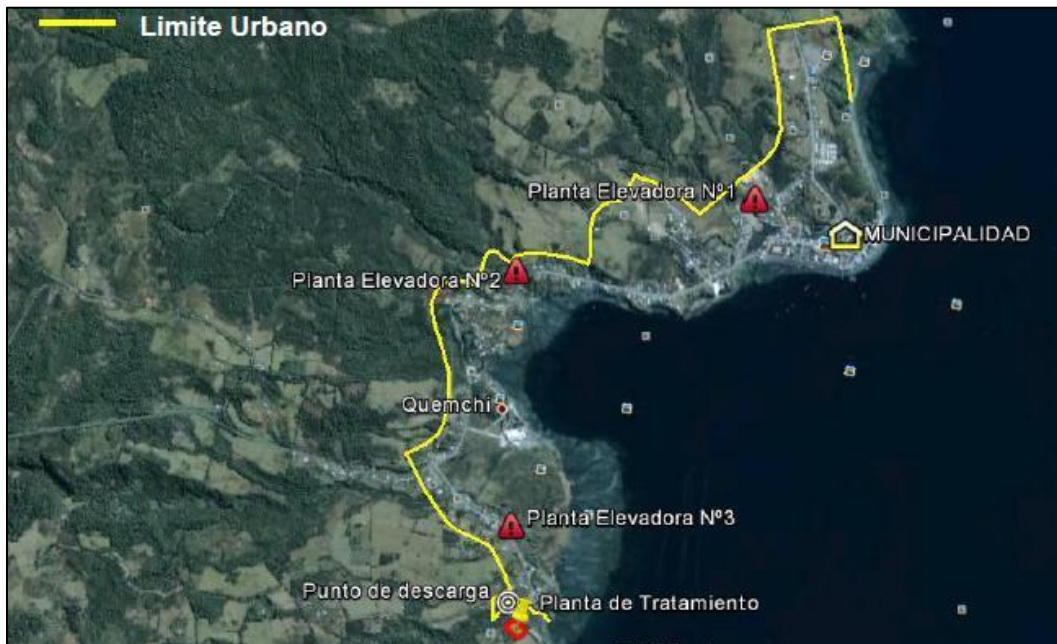 Limite Urbano
Planta Elevadora Nº1
MUNICIPALIDAD
Planta Elevadora Nº2
Quemchi
Planta Elevadora Nº3
Punto de descarga
Planta de Tratamiento